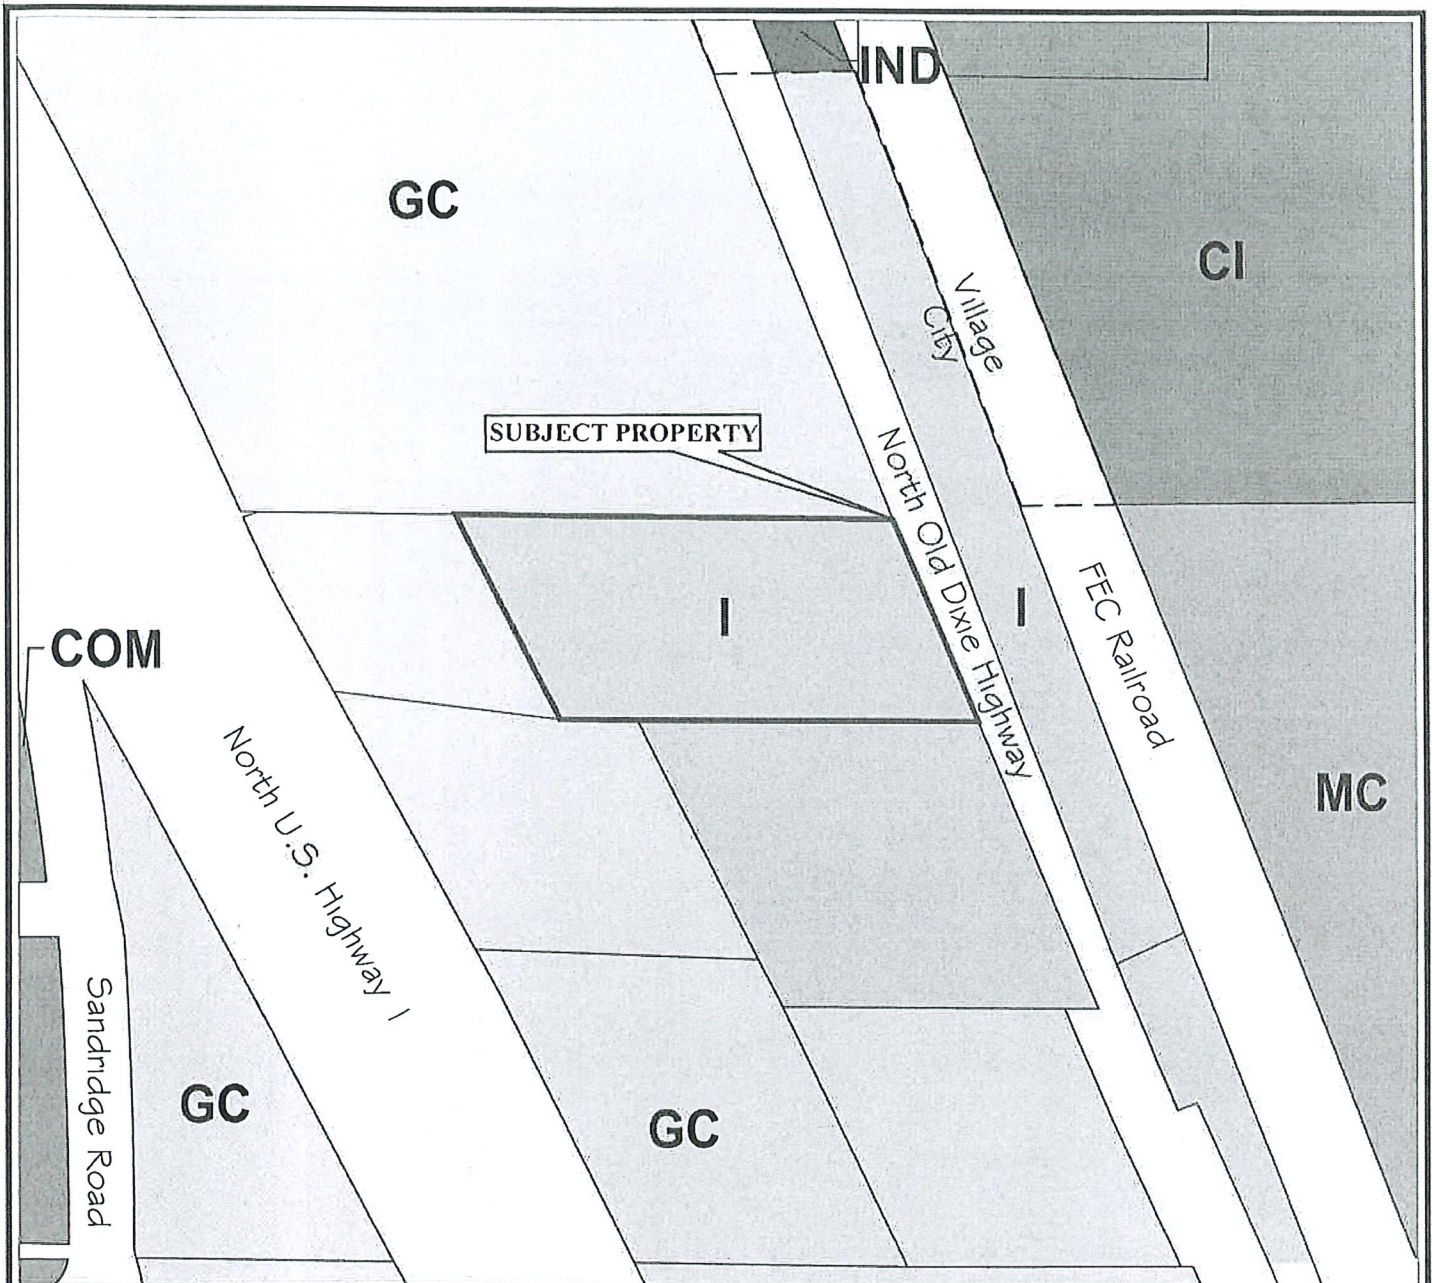 IND
GC
CI
Village
City
SUBJECT PROPERTY
North Old Dixie Highway
I
I
FEC Railroad
COM
North U.S. Highway 1
MC
Sandridge Road
GC
GC